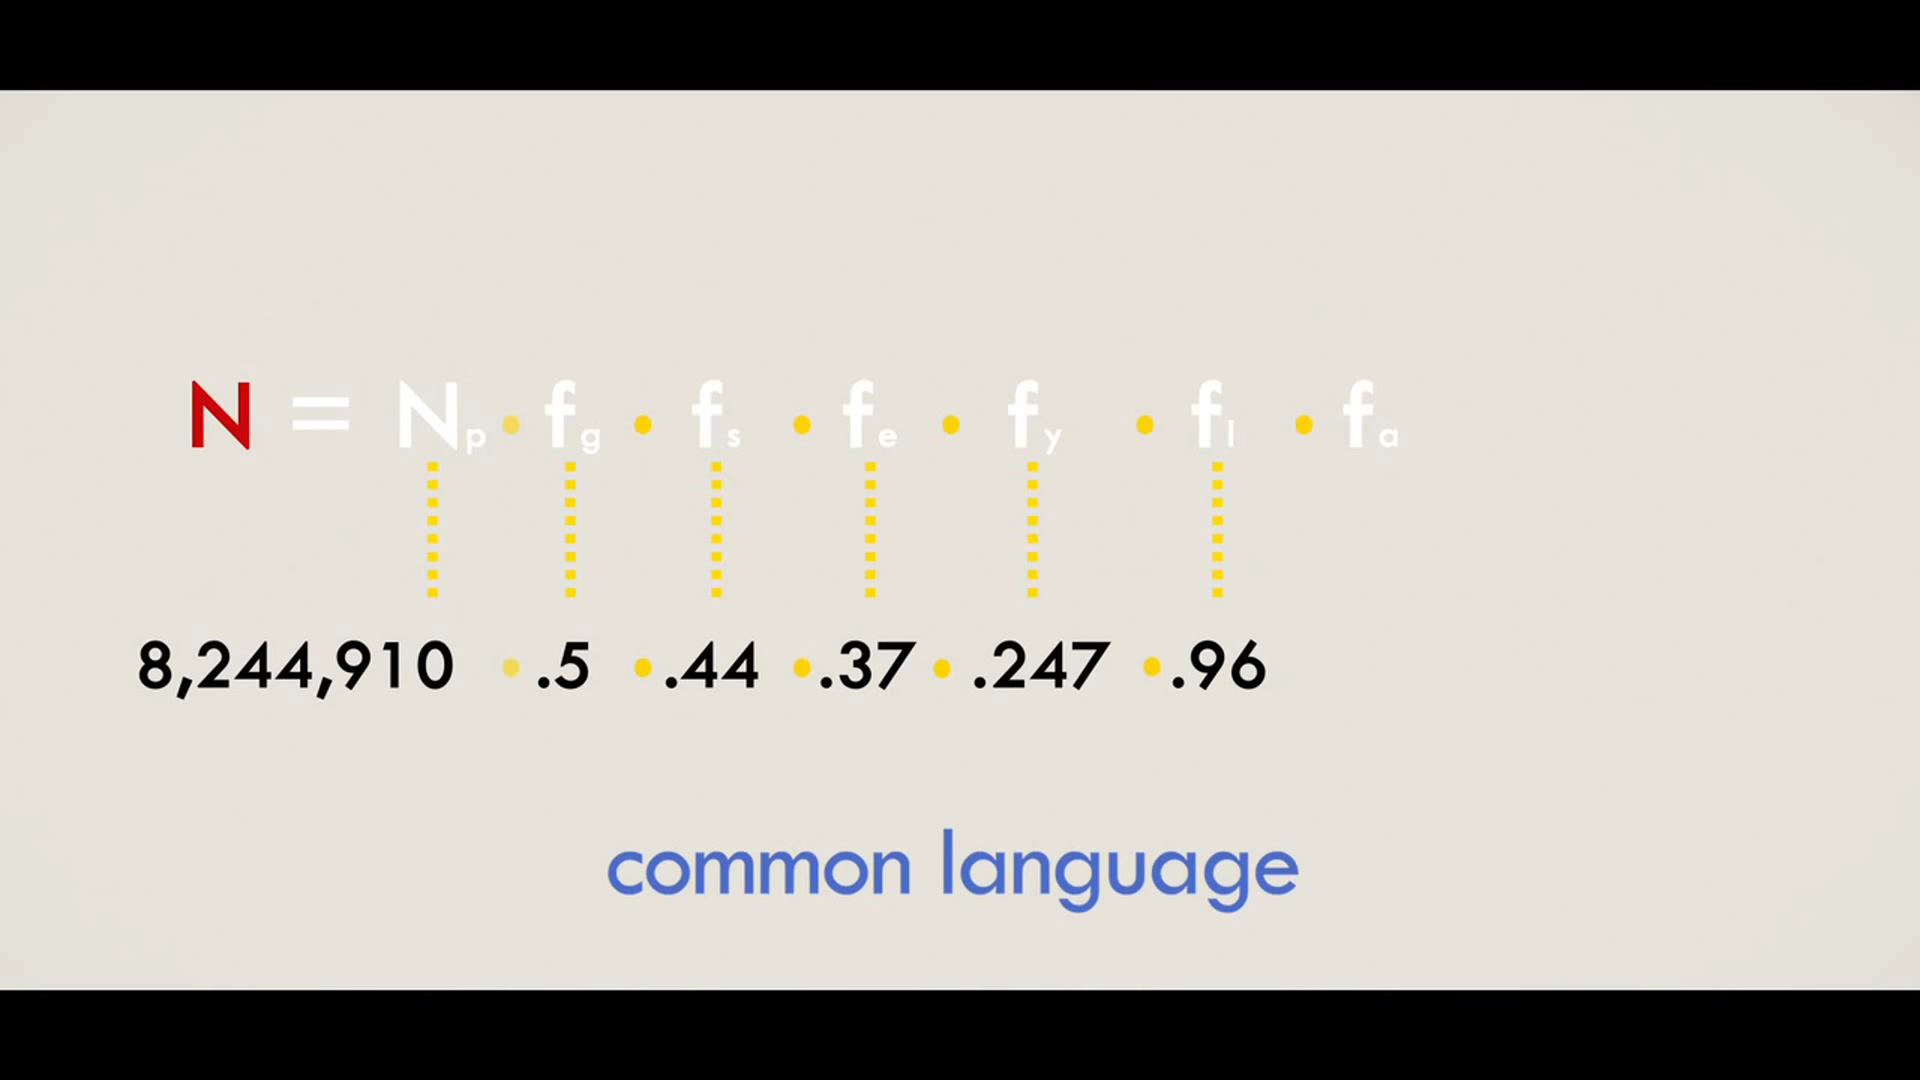 N = Np • fg • fs • fe • fy • fl • fa
8,244,910 • .5 • .44 • .37 • .247 • .96
common language